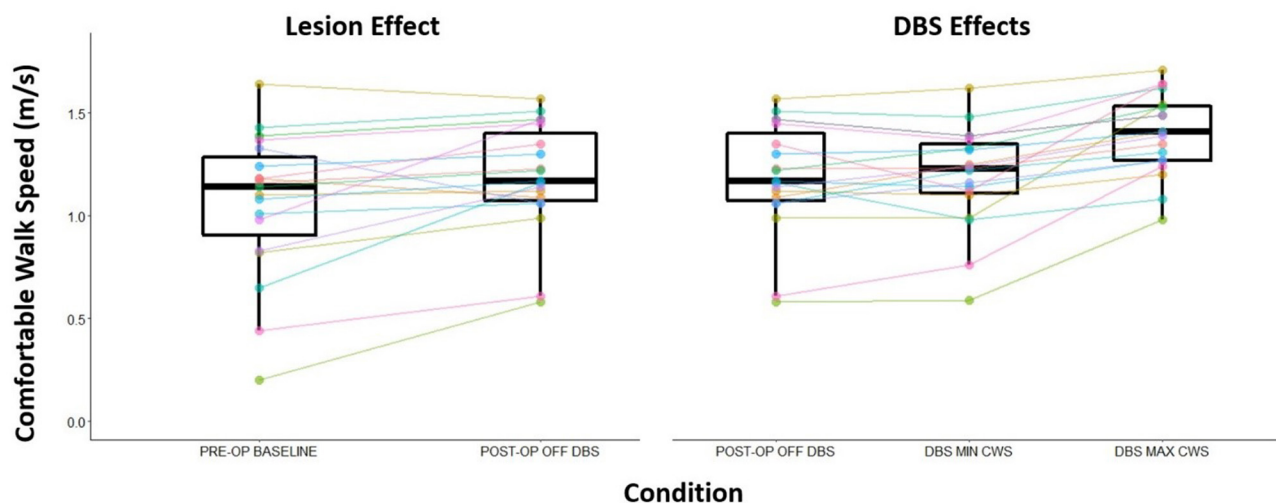 Lesion Effect
DBS Effects
Comfortable Walk Speed (m/s)
1.5
1.0
0.5
0.0
PRE-OP BASELINE
POST-OP OFF DBS
POST-OP OFF DBS
DBS MIN CWS
DBS MAX CWS
Condition